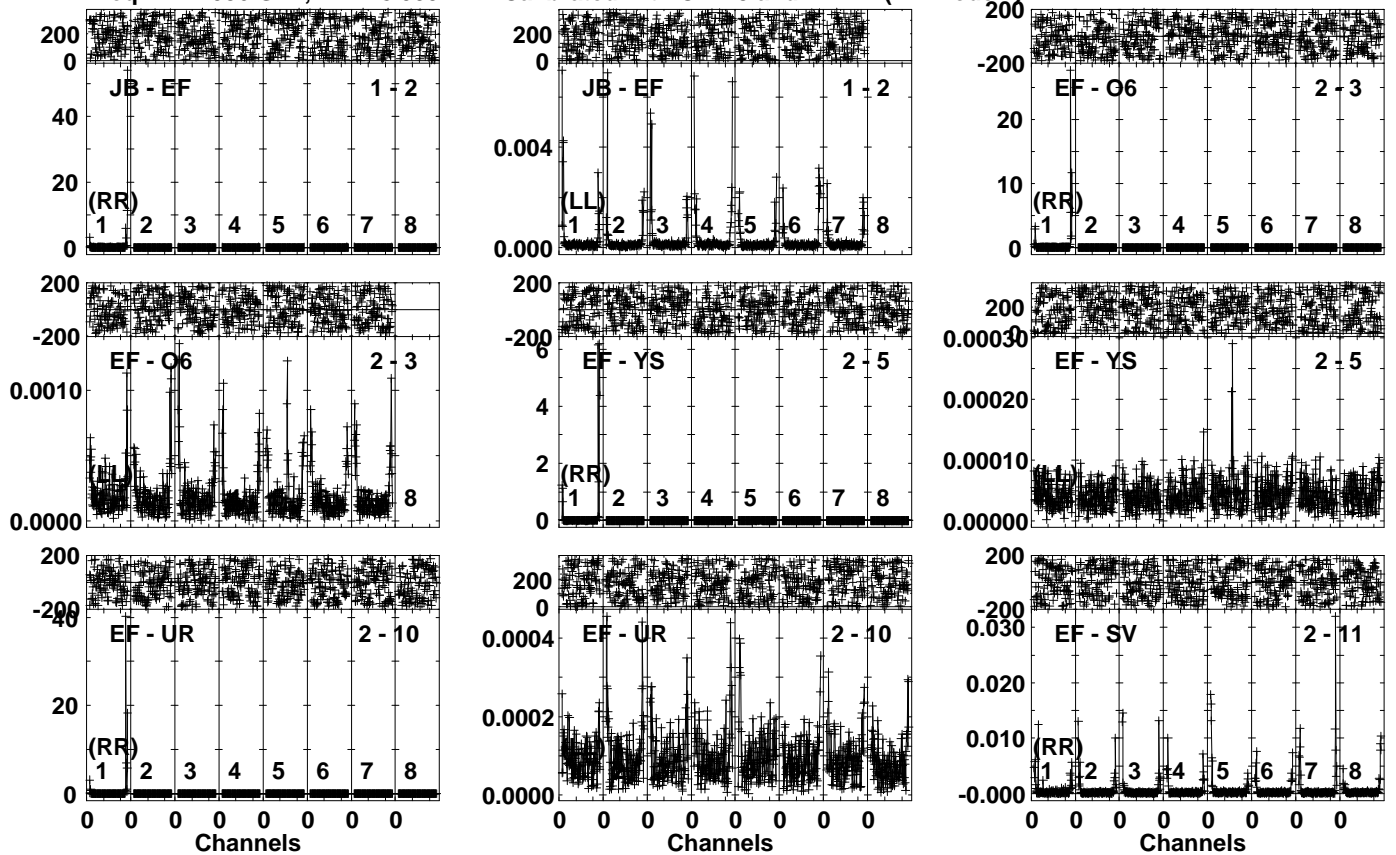 200
0
JB - EF 1 - 2
40
20
0
(RR)
1 2 3 4 5 6 7 8
200
0
JB - EF 1 - 2
0.004
0.000
(LL)
1 2 3 4 5 6 7 8
200
-200
EF - O6 2 - 3
20
10
0
(RR)
1 2 3 4 5 6 7 8
200
-200
EF - O6 2 - 3
0.0010
0.0000
(LL)
8
200
-200
EF - YS 2 - 5
6
4
2
0
(RR)
1 2 3 4 5 6 7 8
200
0
EF - YS 2 - 5
0.00030
0.00020
0.00010
0.00000
(LL)
200
-200
EF - UR 2 - 10
40
20
0
(RR)
1 2 3 4 5 6 7 8
0 0 0 0 0 0 0 0
Channels
200
0
EF - UR 2 - 10
0.0004
0.0002
0.0000
0 0 0 0 0 0 0 0
Channels
200
-200
EF - SV 2 - 11
0.030
0.020
0.010
-0.000
(RR)
1 2 3 4 5 6 7 8
0 0 0 0 0 0 0 0
Channels